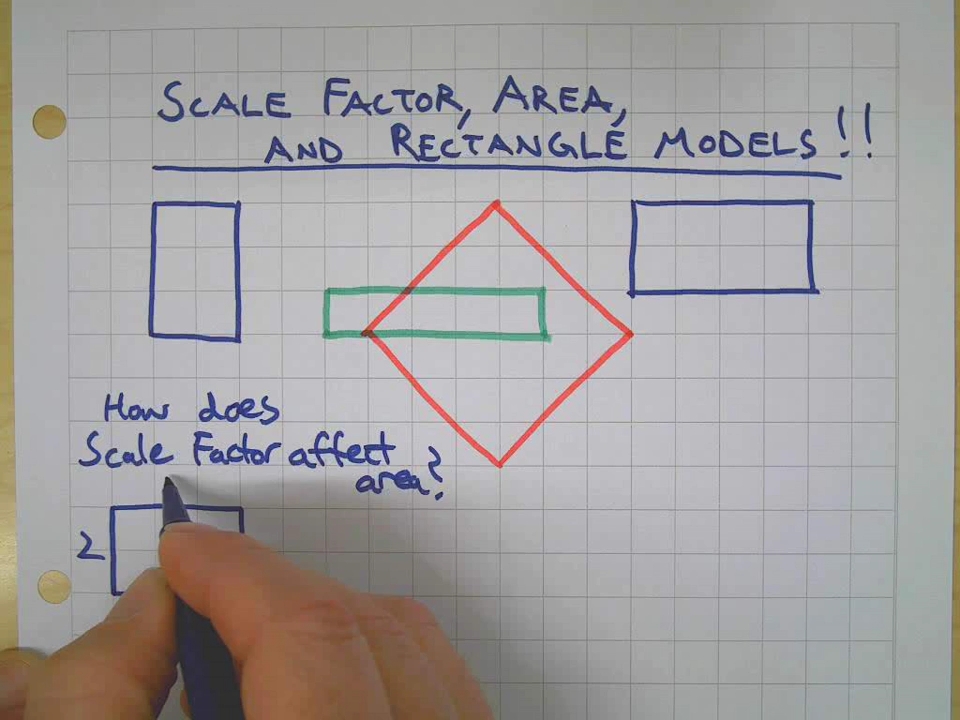 SCALE FACTOR, AREA,
AND RECTANGLE MODELS!!
How does
Scale Factor affect
area?
2